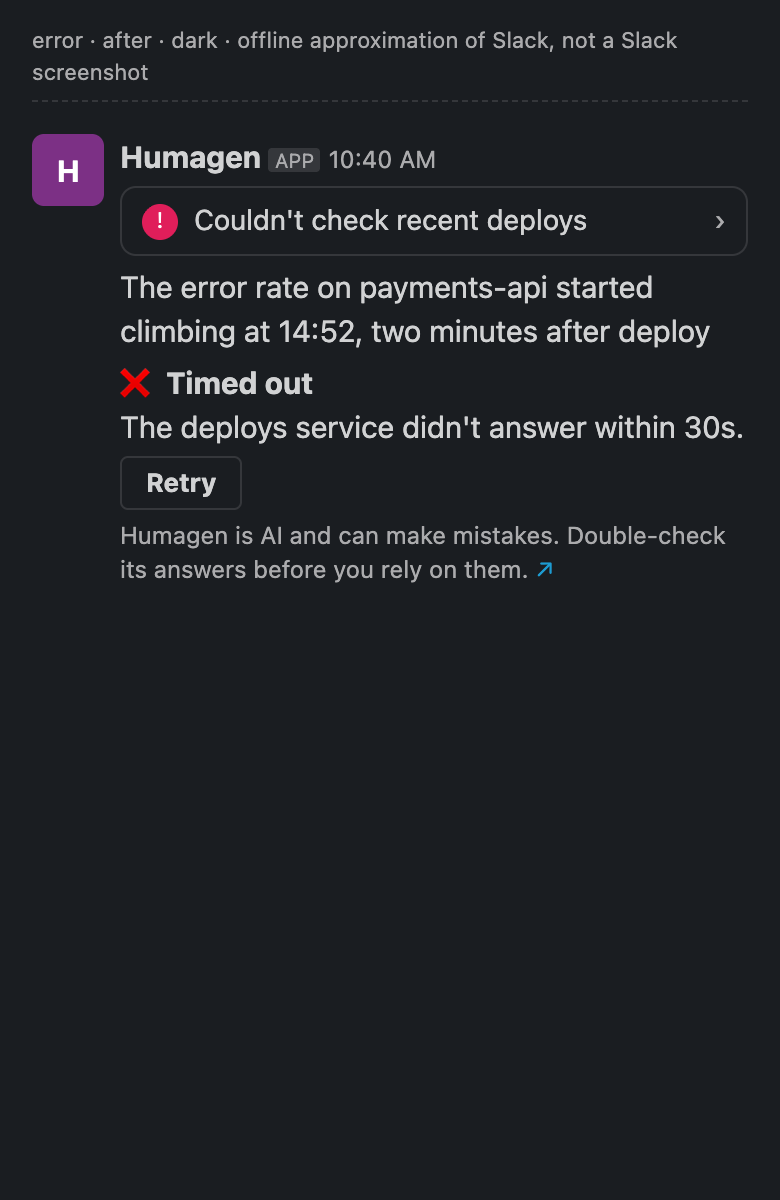 error · after · dark · offline approximation of Slack, not a Slack
screenshot
H
Humagen APP 10:40 AM
! Couldn't check recent deploys ›
The error rate on payments-api started
climbing at 14:52, two minutes after deploy
❌ Timed out
The deploys service didn't answer within 30s.
Retry
Humagen is AI and can make mistakes. Double-check
its answers before you rely on them. ↗